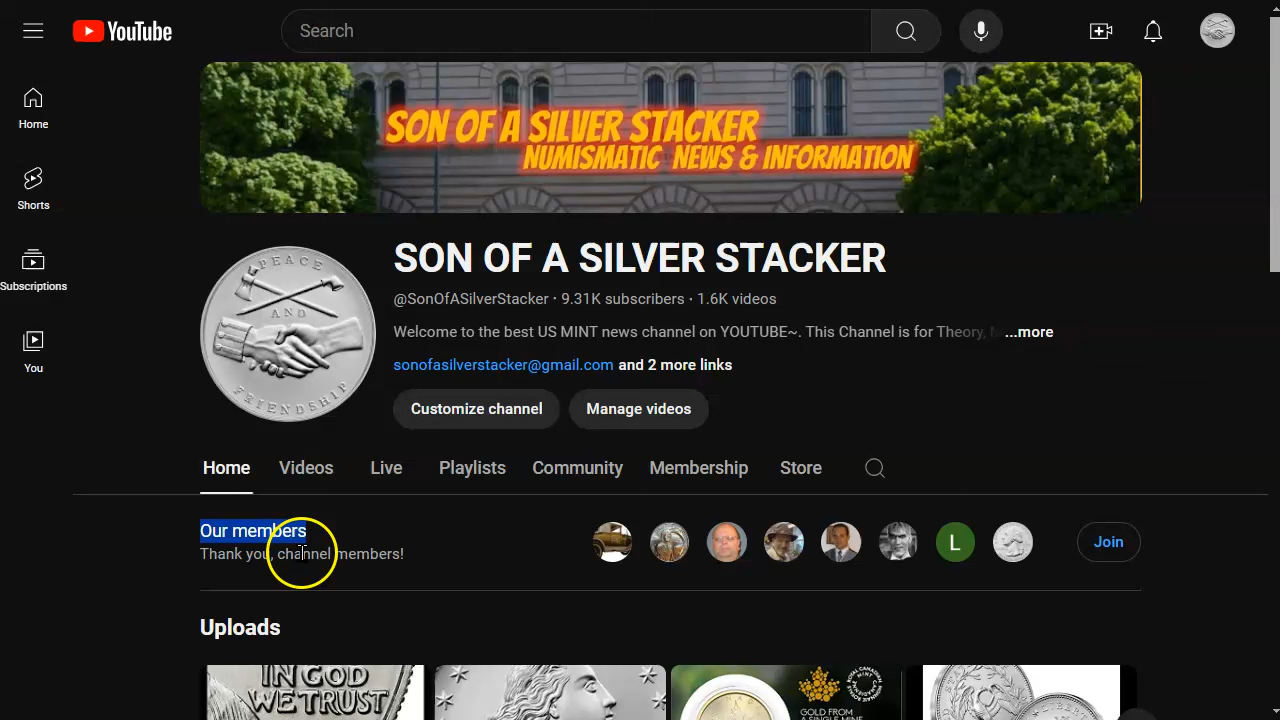 YouTube
Search
Home
Shorts
Subscriptions
You
SON OF A SILVER STACKER
NUMISMATIC NEWS & INFORMATION
PEACE
AND
FRIENDSHIP
SON OF A SILVER STACKER
@SonOfASilverStacker · 9.31K subscribers · 1.6K videos
Welcome to the best US MINT news channel on YOUTUBE~. This Channel is for Theory, ...more
sonofasilverstacker@gmail.com and 2 more links
Customize channel
Manage videos
Home Videos Live Playlists Community Membership Store
Our members
Thank you, channel members!
L
Join
Uploads
IN GOD
WE TRUST
GOLD FROM
A SINGLE MINE